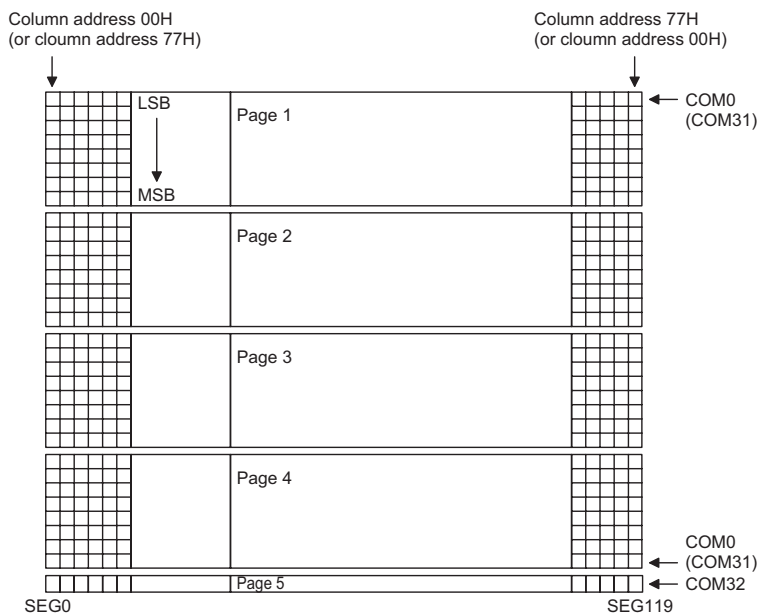 Column address 00H
(or cloumn address 77H)
Column address 77H
(or cloumn address 00H)
LSB
MSB
Page 1
COM0
(COM31)
Page 2
Page 3
Page 4
COM0
(COM31)
Page 5
COM32
SEG0
SEG119